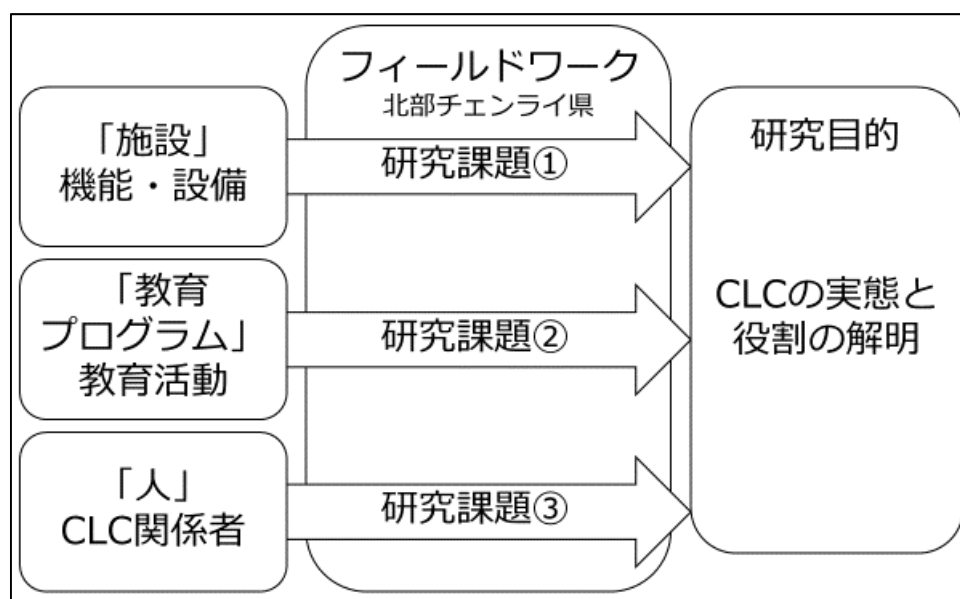 フィールドワーク
北部チェンライ県
「施設」
機能・設備
研究課題①
「教育
プログラム」
教育活動
研究課題②
「人」
CLC関係者
研究課題③
研究目的
CLCの実態と
役割の解明